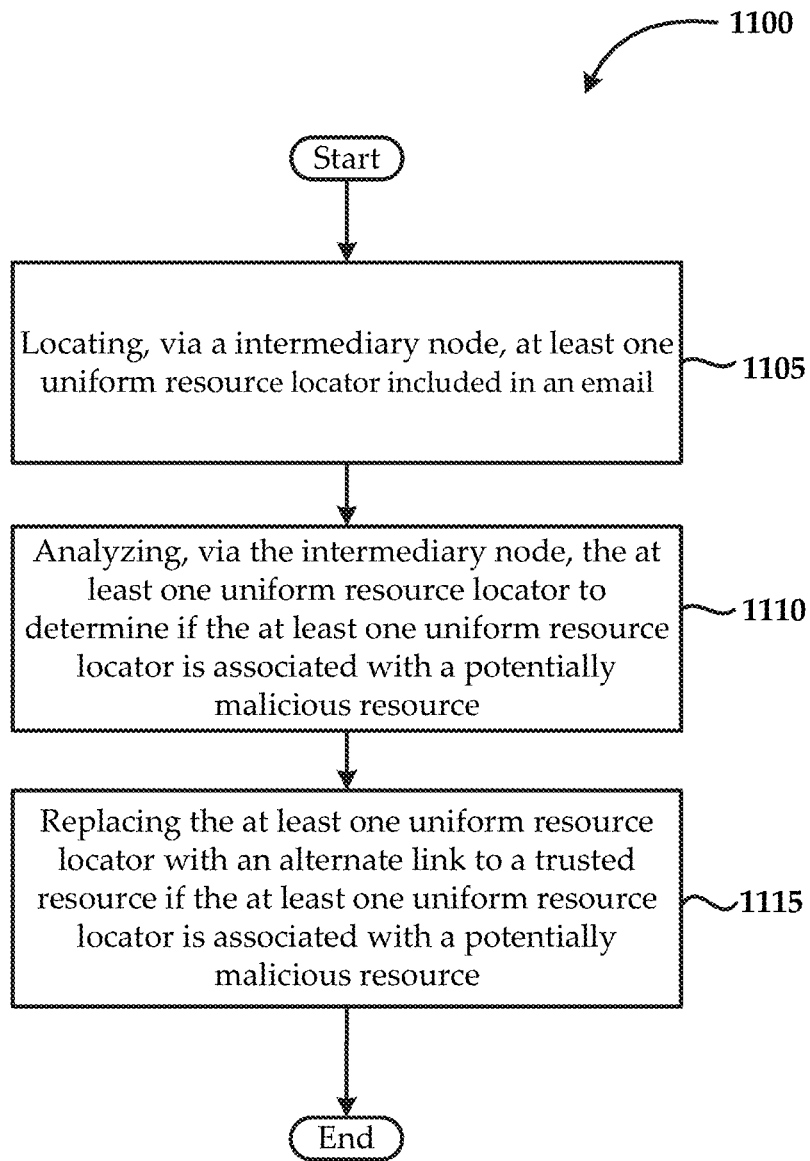 1100
Start
Locating, via a intermediary node, at least one
uniform resource locator included in an email
1105
Analyzing, via the intermediary node, the at
least one uniform resource locator to
determine if the at least one uniform resource
locator is associated with a potentially
malicious resource
1110
Replacing the at least one uniform resource
locator with an alternate link to a trusted
resource if the at least one uniform resource
locator is associated with a potentially
malicious resource
1115
End